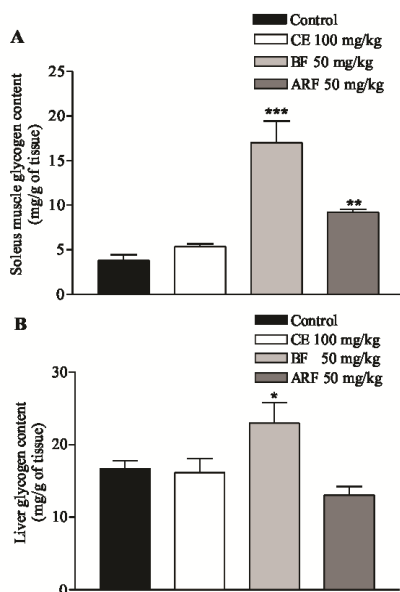 A
Control
CE 100 mg/kg
BF 50 mg/kg
ARF 50 mg/kg
Soleus muscle glycogen content
(mg/g of tissue)
25
20
15
10
5
0
***
**
B
Control
CE 100 mg/kg
BF 50 mg/kg
ARF 50 mg/kg
Liver glycogen content
(mg/g of tissue)
30
20
10
0
*